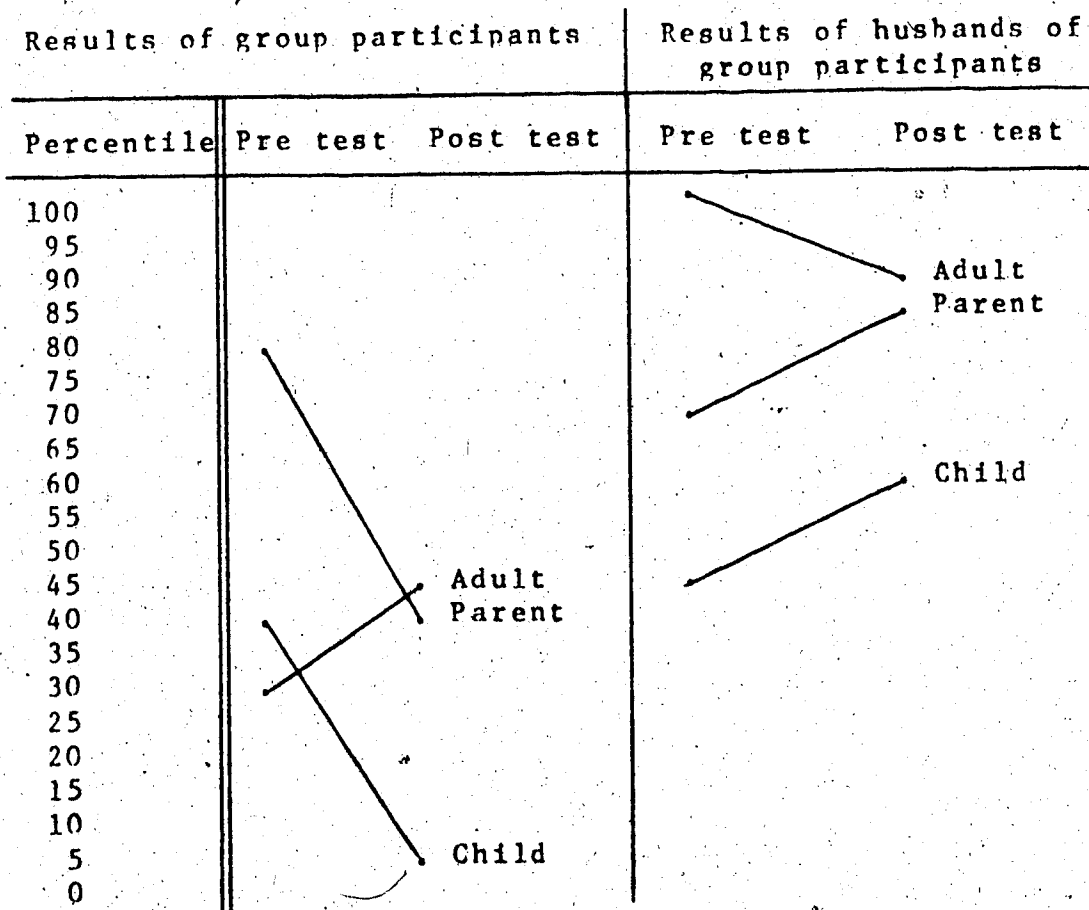 Results of group participants
Results of husbands of
group participants
Percentile Pre test Post test Pre test Post test
100
95
90 Adult
85 Parent
80
75
70
65
60 Child
55
50
45 Adult
40 Parent
35
30
25
20
15
10
5 Child
0